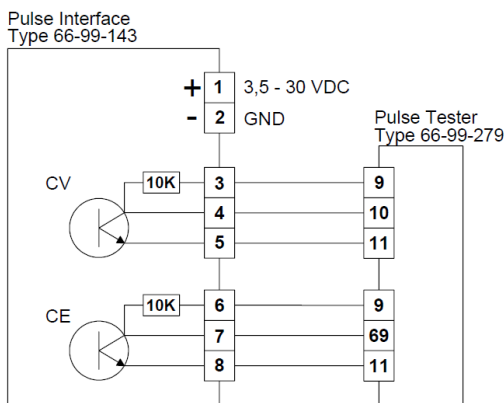 Pulse Interface
Type 66-99-143
+ 1 3,5 - 30 VDC
- 2 GND
Pulse Tester
Type 66-99-279
CV 10K 3 9
4 10
5 11
CE 10K 6 9
7 69
8 11